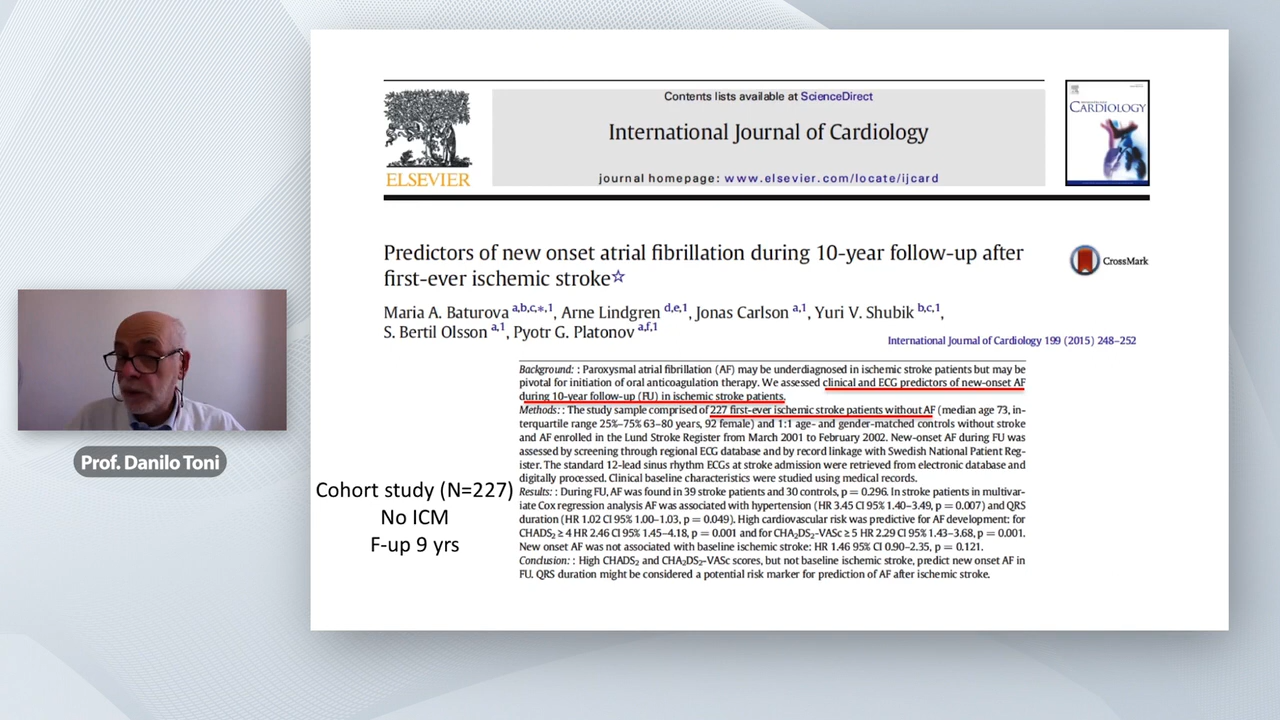 Contents lists available at ScienceDirect
International Journal of Cardiology
journal homepage: www.elsevier.com/locate/ijcard
ELSEVIER
CARDIOLOGY
Predictors of new onset atrial fibrillation during 10-year follow-up after
first-ever ischemic stroke☆
CrossMark
Maria A. Baturova a,b,c,*,1, Arne Lindgren d,e,1, Jonas Carlson a,1, Yuri V. Shubik b,c,1,
S. Bertil Olsson a,1, Pyotr G. Platonov a,f,1
International Journal of Cardiology 199 (2015) 248–252
Background: : Paroxysmal atrial fibrillation (AF) may be underdiagnosed in ischemic stroke patients but may be
pivotal for initiation of oral anticoagulation therapy. We assessed clinical and ECG predictors of new-onset AF
during 10-year follow-up (FU) in ischemic stroke patients.
Methods: : The study sample comprised of 227 first-ever ischemic stroke patients without AF (median age 73, in-
terquartile range 25%–75% 63–80 years, 92 female) and 1:1 age- and gender-matched controls without stroke
and AF enrolled in the Lund Stroke Register from March 2001 to February 2002. New-onset AF during FU was
assessed by screening through regional ECG database and by record linkage with Swedish National Patient Reg-
ister. The standard 12-lead sinus rhythm ECGs at stroke admission were retrieved from electronic database and
digitally processed. Clinical baseline characteristics were studied using medical records.
Results: : During FU, AF was found in 39 stroke patients and 30 controls, p = 0.296. In stroke patients in multivar-
iate Cox regression analysis AF was associated with hypertension (HR 3.45 CI 95% 1.40–3.49, p = 0.007) and QRS
duration (HR 1.02 CI 95% 1.00–1.03, p = 0.049). High cardiovascular risk was predictive for AF development: for
CHADS₂ ≥ 4 HR 2.46 CI 95% 1.45–4.18, p = 0.001 and for CHA₂DS₂-VASc ≥ 5 HR 2.29 CI 95% 1.43–3.68, p = 0.001.
New onset AF was not associated with baseline ischemic stroke: HR 1.46 95% CI 0.90–2.35, p = 0.121.
Conclusion: : High CHADS₂ and CHA₂DS₂-VASc scores, but not baseline ischemic stroke, predict new onset AF in
FU. QRS duration might be considered a potential risk marker for prediction of AF after ischemic stroke.
Cohort study (N=227)
No ICM
F-up 9 yrs
Prof. Danilo Toni